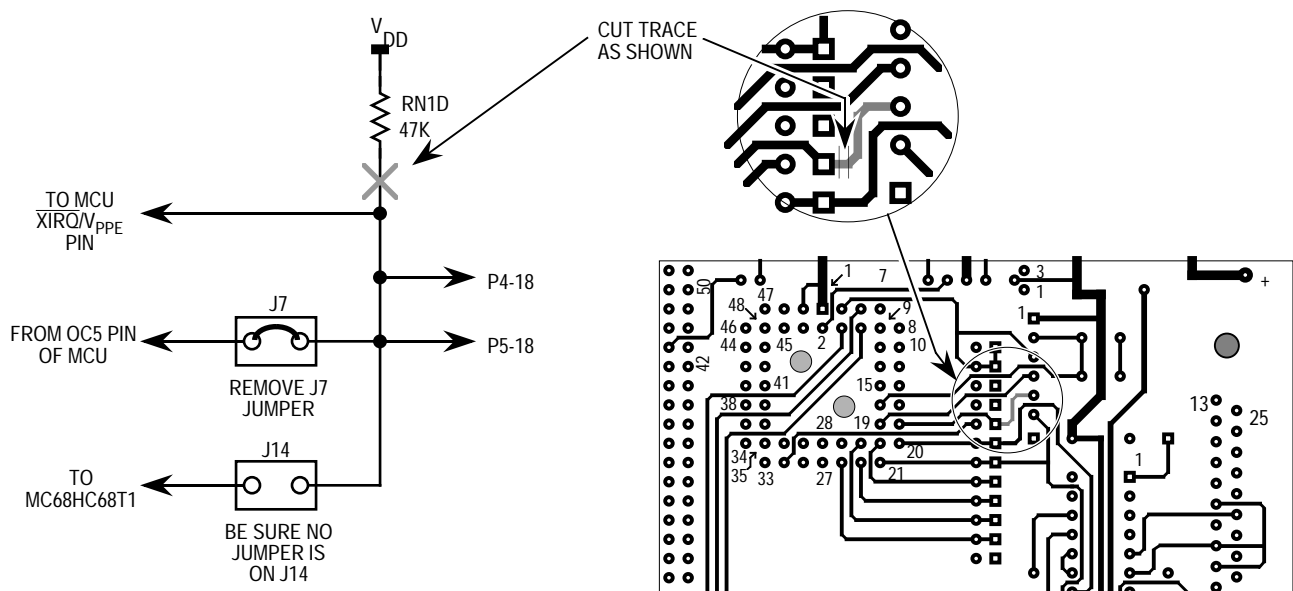 V
DD
RN1D
47K
CUT TRACE
AS SHOWN
TO MCU
XIRQ/VPPE
PIN
P4-18
J7
FROM OC5 PIN
OF MCU
P5-18
REMOVE J7
JUMPER
J14
TO
MC68HC68T1
BE SURE NO
JUMPER IS
ON J14
50
1
7
3
1
+
48
47
9
1
46
45
2
8
44
10
42
41
15
38
13
25
28
19
34
20
1
35
33
27
21